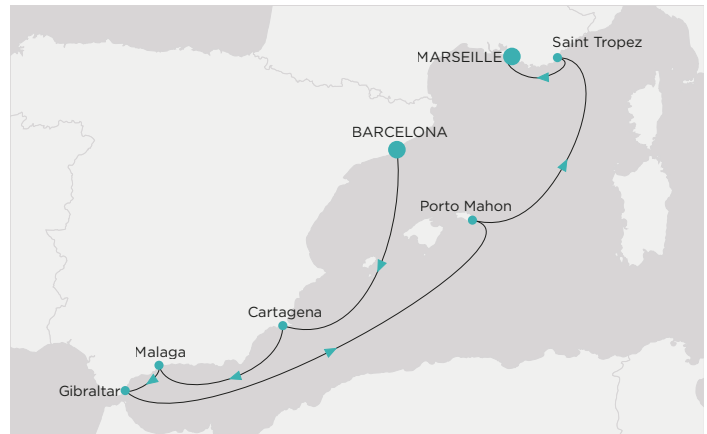 Saint Tropez
MARSEILLE
BARCELONA
Porto Mahon
Cartagena
Malaga
Gibraltar